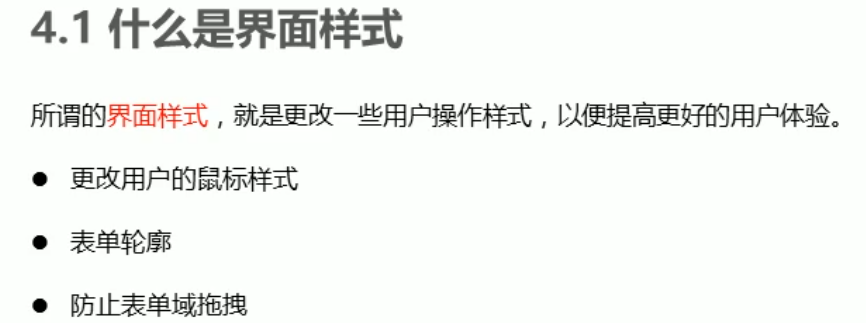 4.1 什么是界面样式
所谓的界面样式，就是更改一些用户操作样式，以便提高更好的用户体验。
● 更改用户的鼠标样式
● 表单轮廓
● 防止表单域拖拽